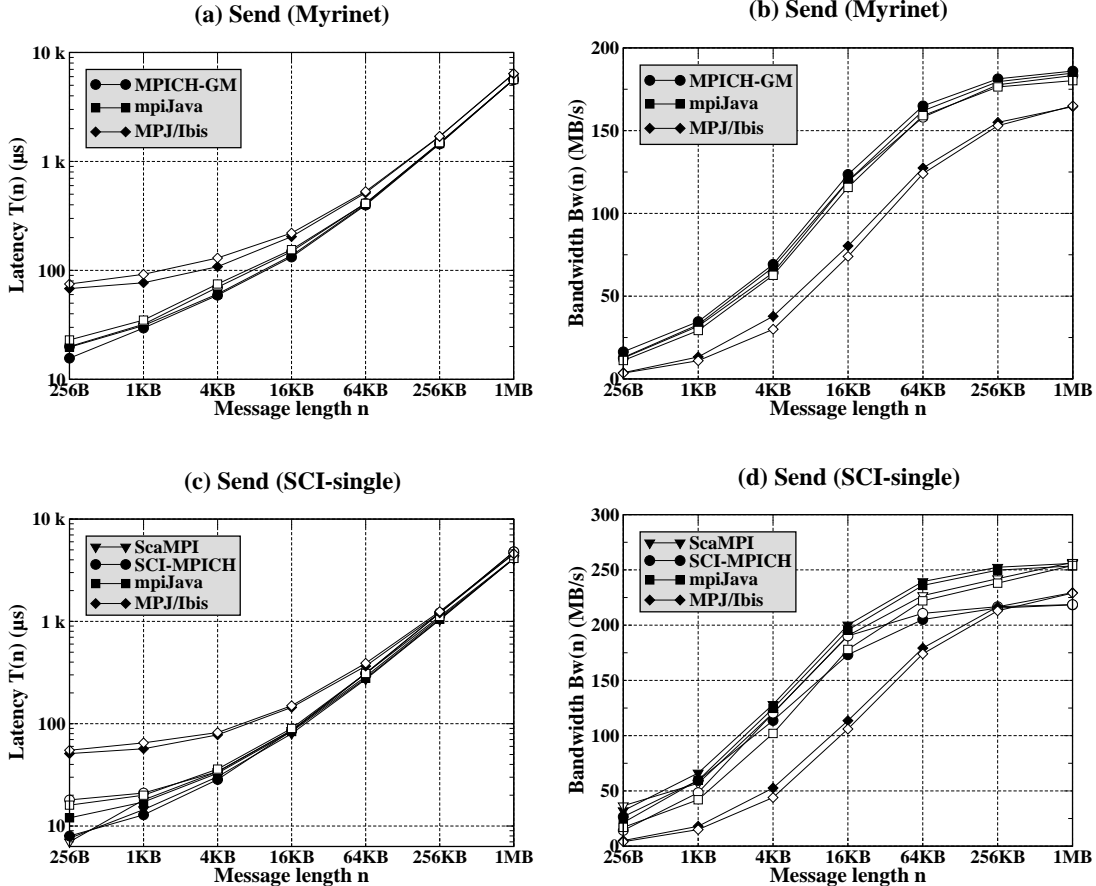 (a) Send (Myrinet)
10 k
1 k
100
10
Latency T(n) (µs)
MPICH-GM
mpiJava
MPJ/Ibis
256B 1KB 4KB 16KB 64KB 256KB 1MB
Message length n
(b) Send (Myrinet)
200
150
100
50
0
Bandwidth Bw(n) (MB/s)
MPICH-GM
mpiJava
MPJ/Ibis
256B 1KB 4KB 16KB 64KB 256KB 1MB
Message length n
(c) Send (SCI-single)
10 k
1 k
100
10
Latency T(n) (µs)
ScaMPI
SCI-MPICH
mpiJava
MPJ/Ibis
256B 1KB 4KB 16KB 64KB 256KB 1MB
Message length n
(d) Send (SCI-single)
300
250
200
150
100
50
0
Bandwidth Bw(n) (MB/s)
ScaMPI
SCI-MPICH
mpiJava
MPJ/Ibis
256B 1KB 4KB 16KB 64KB 256KB 1MB
Message length n